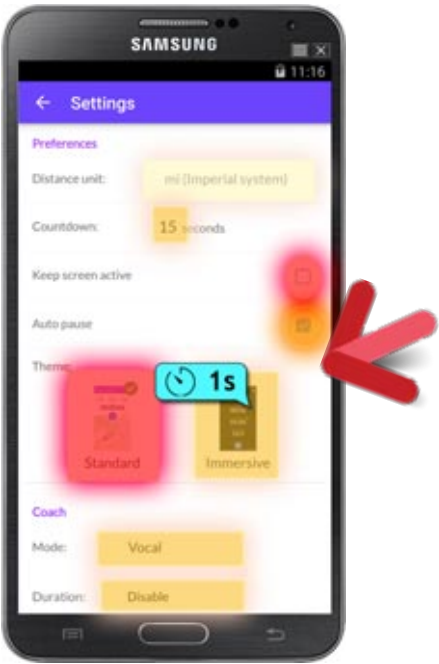 SAMSUNG
11:16
Settings
Preferences
Distance unit:
mi (Imperial system)
Countdown:
15 seconds
Keep screen active
Auto pause
Theme:
1s
Standard
Immersive
Coach
Mode:
Vocal
Duration:
Disable